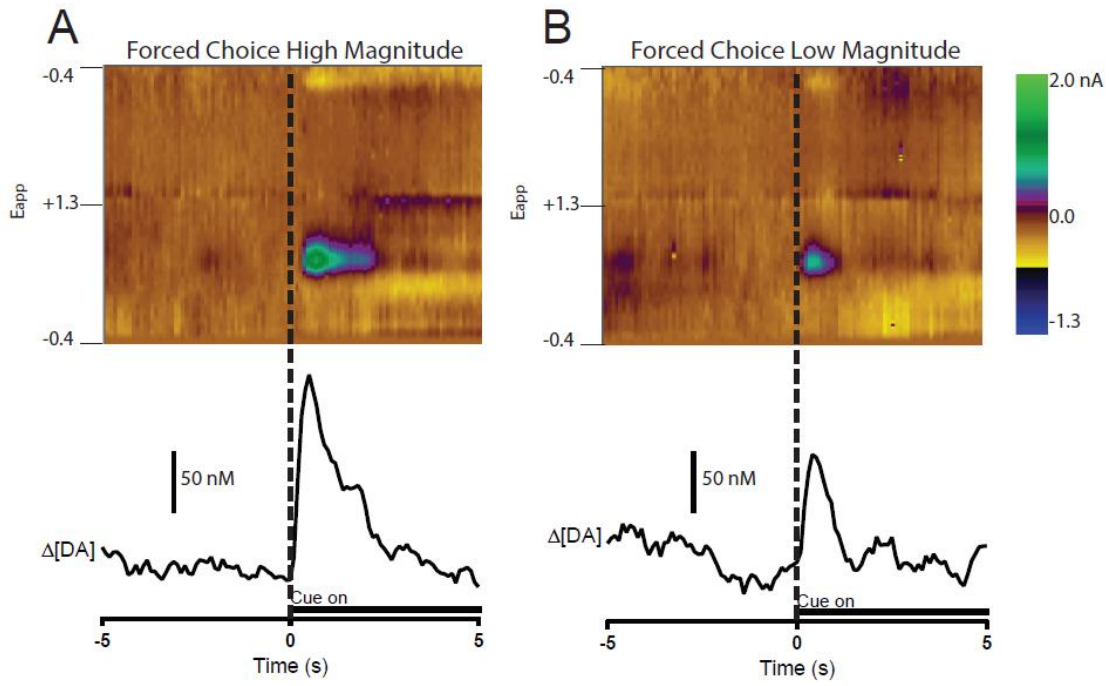 A
B
Forced Choice High Magnitude
Forced Choice Low Magnitude
-0.4
Eapp
+1.3
-0.4
-0.4
Eapp
+1.3
-0.4
2.0 nA
0.0
-1.3
50 nM
Δ[DA]
Cue on
-5
0
5
Time (s)
50 nM
Δ[DA]
Cue on
-5
0
5
Time (s)